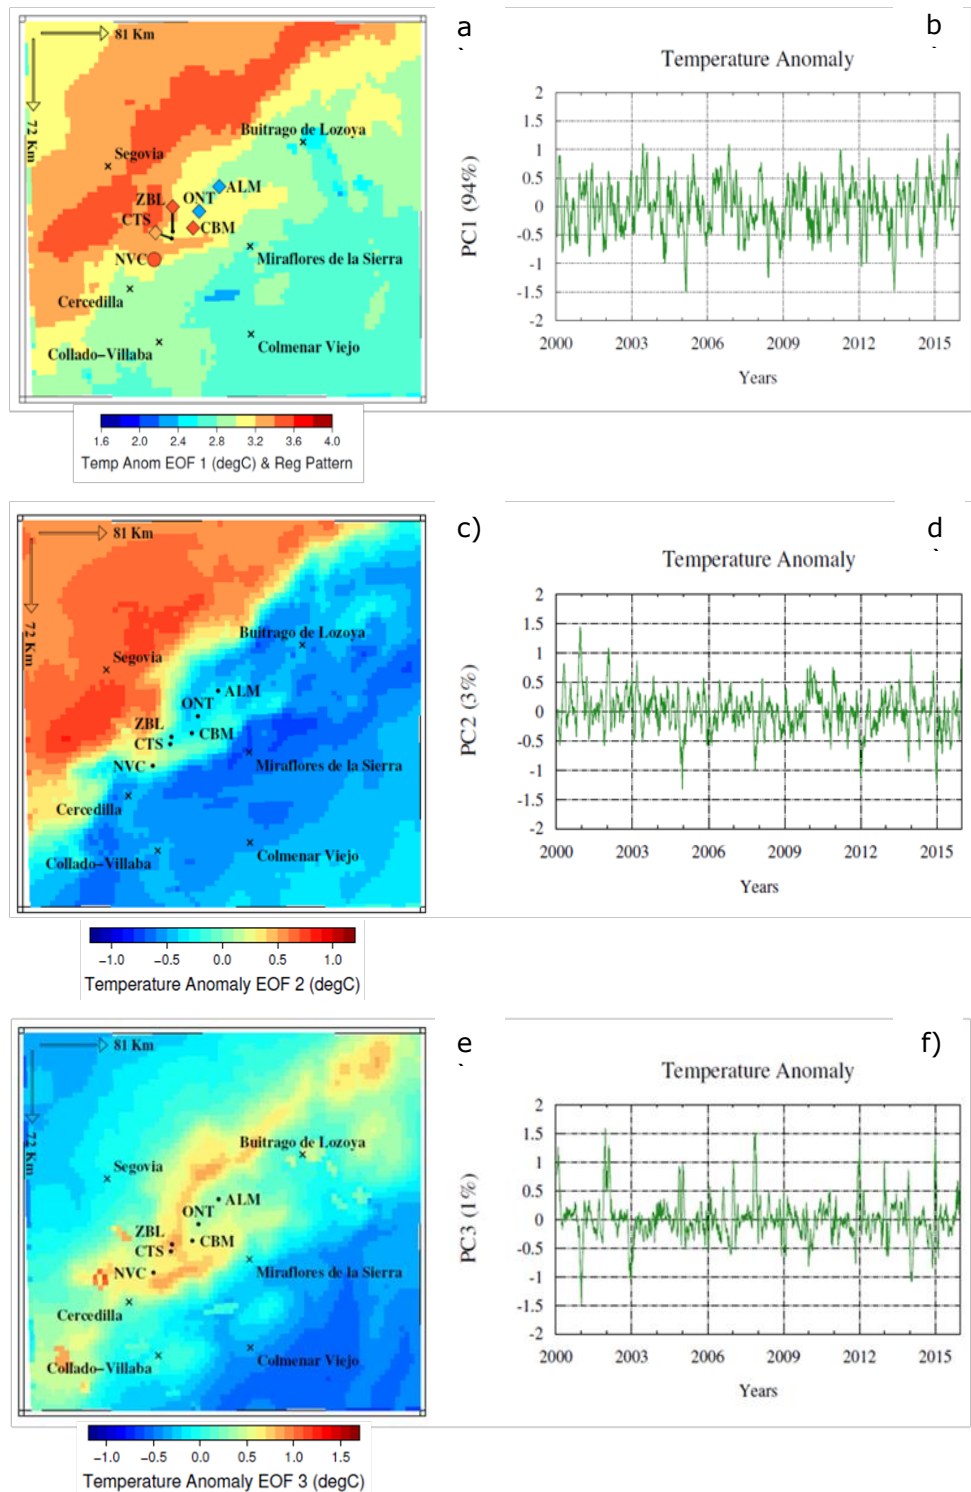 a
`
81 Km
72 Km
Buitrago de Lozoya
Segovia
ALM
ZBL
ONT
CTS
CBM
NVC
Miraflores de la Sierra
Cercedilla
Collado–Villaba
Colmenar Viejo
1.6 2.0 2.4 2.8 3.2 3.6 4.0
Temp Anom EOF 1 (degC) & Reg Pattern
b
`
Temperature Anomaly
PC1 (94%)
2
1.5
1
0.5
0
-0.5
-1
-1.5
-2
2000 2003 2006 2009 2012 2015
Years
c)
81 Km
72 Km
Buitrago de Lozoya
Segovia
ALM
ONT
ZBL
CTS
CBM
NVC
Miraflores de la Sierra
Cercedilla
Collado–Villaba
Colmenar Viejo
−1.0 −0.5 0.0 0.5 1.0
Temperature Anomaly EOF 2 (degC)
d
`
Temperature Anomaly
PC2 (3%)
2
1.5
1
0.5
0
-0.5
-1
-1.5
-2
2000 2003 2006 2009 2012 2015
Years
e
`
81 Km
72 Km
Buitrago de Lozoya
Segovia
ALM
ONT
ZBL
CTS
CBM
NVC
Miraflores de la Sierra
Cercedilla
Collado–Villaba
Colmenar Viejo
−1.0 −0.5 0.0 0.5 1.0 1.5
Temperature Anomaly EOF 3 (degC)
f)
Temperature Anomaly
PC3 (1%)
2
1.5
1
0.5
0
-0.5
-1
-1.5
-2
2000 2003 2006 2009 2012 2015
Years